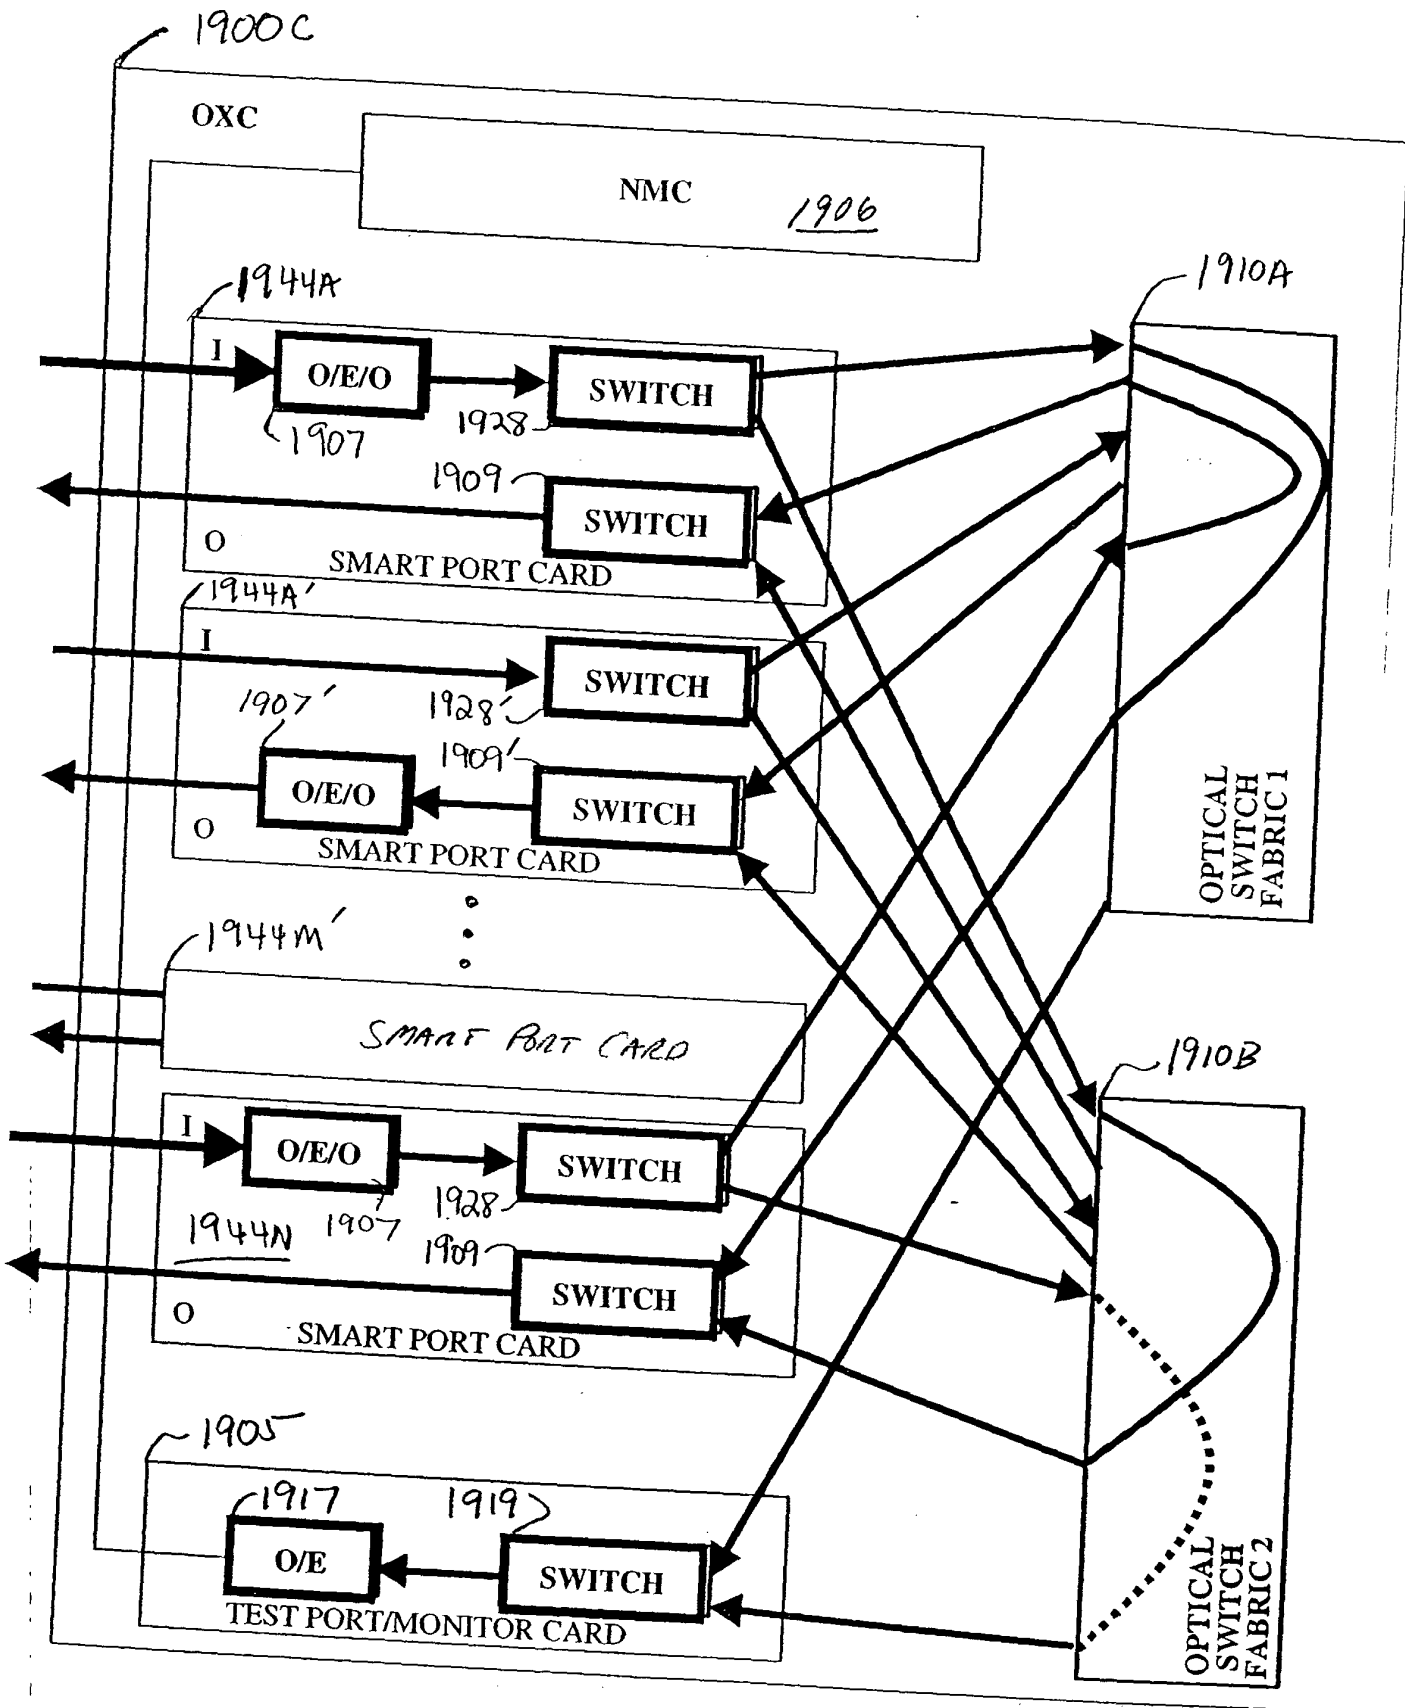 1900C
OXC
NMC
1906
1944A
1910A
I
O/E/O
SWITCH
1907
1928
1909
SWITCH
O
SMART PORT CARD
1944A'
I
SWITCH
1907'
1928'
1909'
O/E/O
SWITCH
O
SMART PORT CARD
OPTICAL
SWITCH
FABRIC 1
1944M'
SMART PORT CARD
1910B
I
O/E/O
SWITCH
1907
1928
1944N
1909
SWITCH
O
SMART PORT CARD
1905
1917
1919
O/E
SWITCH
TEST PORT/MONITOR CARD
OPTICAL
SWITCH
FABRIC 2